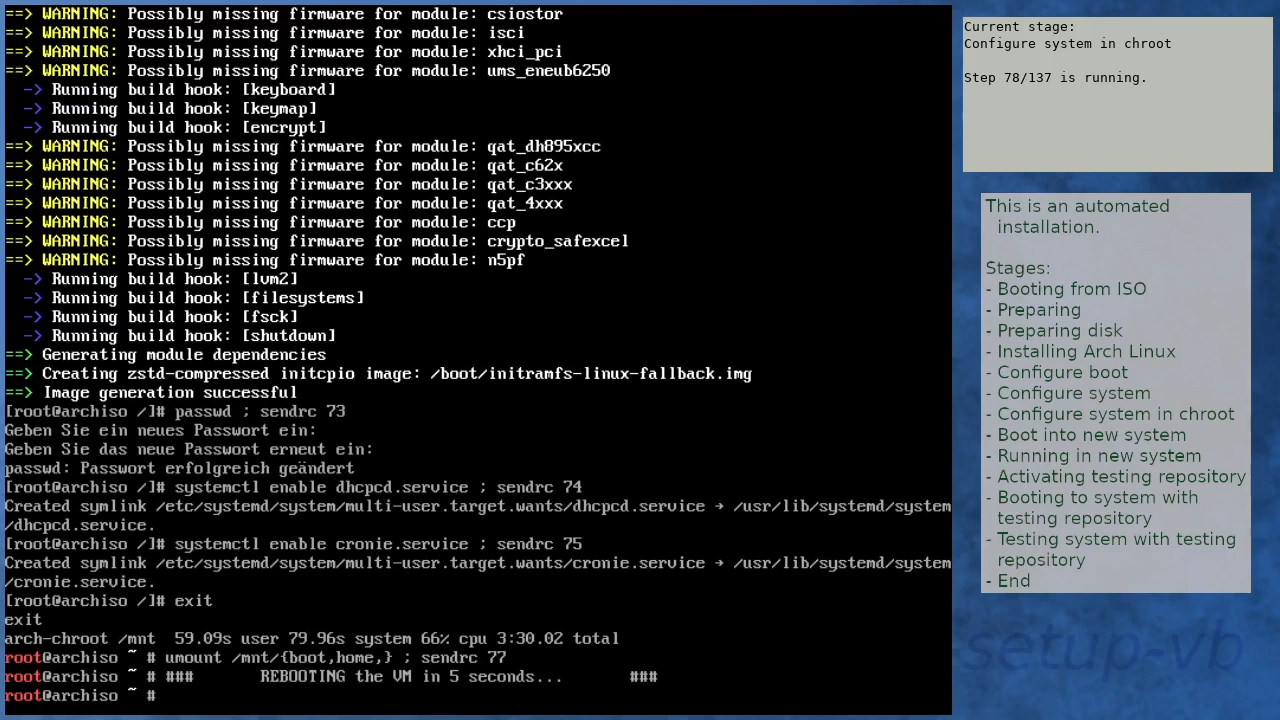 ==> WARNING: Possibly missing firmware for module: csiostor
==> WARNING: Possibly missing firmware for module: isci
==> WARNING: Possibly missing firmware for module: xhci_pci
==> WARNING: Possibly missing firmware for module: ums_eneub6250
  -> Running build hook: [keyboard]
  -> Running build hook: [keymap]
  -> Running build hook: [encrypt]
==> WARNING: Possibly missing firmware for module: qat_dh895xcc
==> WARNING: Possibly missing firmware for module: qat_c62x
==> WARNING: Possibly missing firmware for module: qat_c3xxx
==> WARNING: Possibly missing firmware for module: qat_4xxx
==> WARNING: Possibly missing firmware for module: ccp
==> WARNING: Possibly missing firmware for module: crypto_safexcel
==> WARNING: Possibly missing firmware for module: n5pf
  -> Running build hook: [lvm2]
  -> Running build hook: [filesystems]
  -> Running build hook: [fsck]
  -> Running build hook: [shutdown]
==> Generating module dependencies
==> Creating zstd-compressed initcpio image: /boot/initramfs-linux-fallback.img
==> Image generation successful
[root@archiso /]# passwd ; sendrc 73
Geben Sie ein neues Passwort ein:
Geben Sie das neue Passwort erneut ein:
passwd: Passwort erfolgreich geändert
[root@archiso /]# systemctl enable dhcpcd.service ; sendrc 74
Created symlink /etc/systemd/system/multi-user.target.wants/dhcpcd.service → /usr/lib/systemd/system
/dhcpcd.service.
[root@archiso /]# systemctl enable cronie.service ; sendrc 75
Created symlink /etc/systemd/system/multi-user.target.wants/cronie.service → /usr/lib/systemd/system
/cronie.service.
[root@archiso /]# exit
exit
arch-chroot /mnt  59.09s user 79.96s system 66% cpu 3:30.02 total
root@archiso ~ # umount /mnt/{boot,home,} ; sendrc 77
root@archiso ~ # ###       REBOOTING the VM in 5 seconds...       ###
root@archiso ~ #
Current stage:
Configure system in chroot
Step 78/137 is running.
This is an automated
installation.
Stages:
- Booting from ISO
- Preparing
- Preparing disk
- Installing Arch Linux
- Configure boot
- Configure system
- Configure system in chroot
- Boot into new system
- Running in new system
- Activating testing repository
- Booting to system with
testing repository
- Testing system with testing
repository
- End
setup-vb